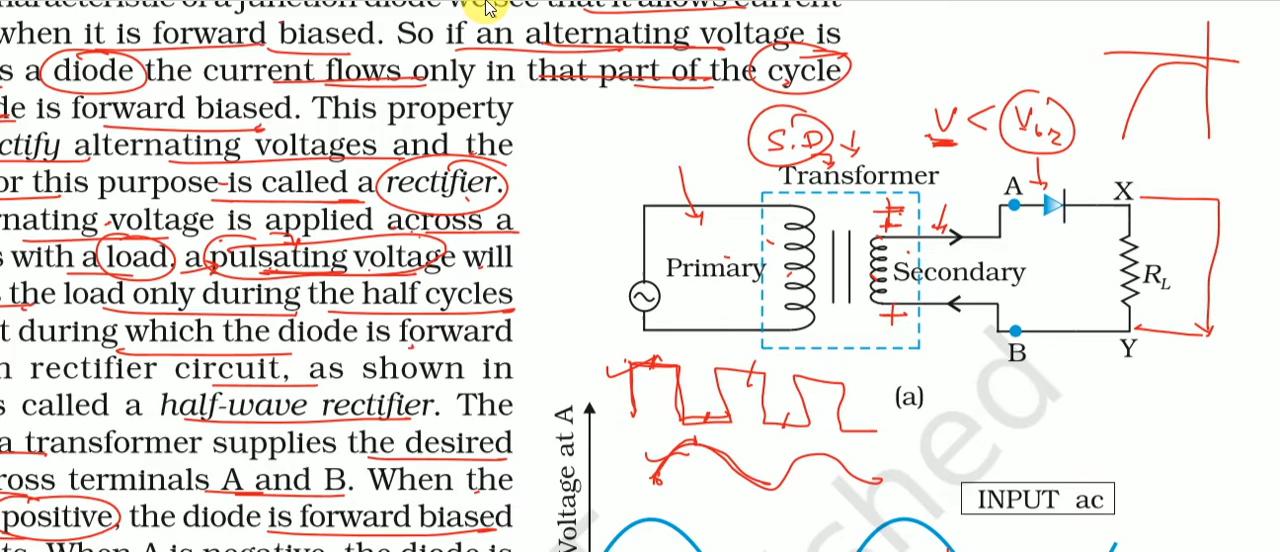 when it is forward biased. So if an alternating voltage is
s a diode the current flows only in that part of the cycle
de is forward biased. This property
ctify alternating voltages and the
or this purpose is called a rectifier.
nating voltage is applied across a
s with a load, a pulsating voltage will
the load only during the half cycles
t during which the diode is forward
n rectifier circuit, as shown in
s called a half-wave rectifier. The
a transformer supplies the desired
ross terminals A and B. When the
positive, the diode is forward biased
S.D ↓
V < Vbr
Transformer
A
X
Primary
Secondary
RL
B
Y
(a)
Voltage at A
INPUT ac
shed